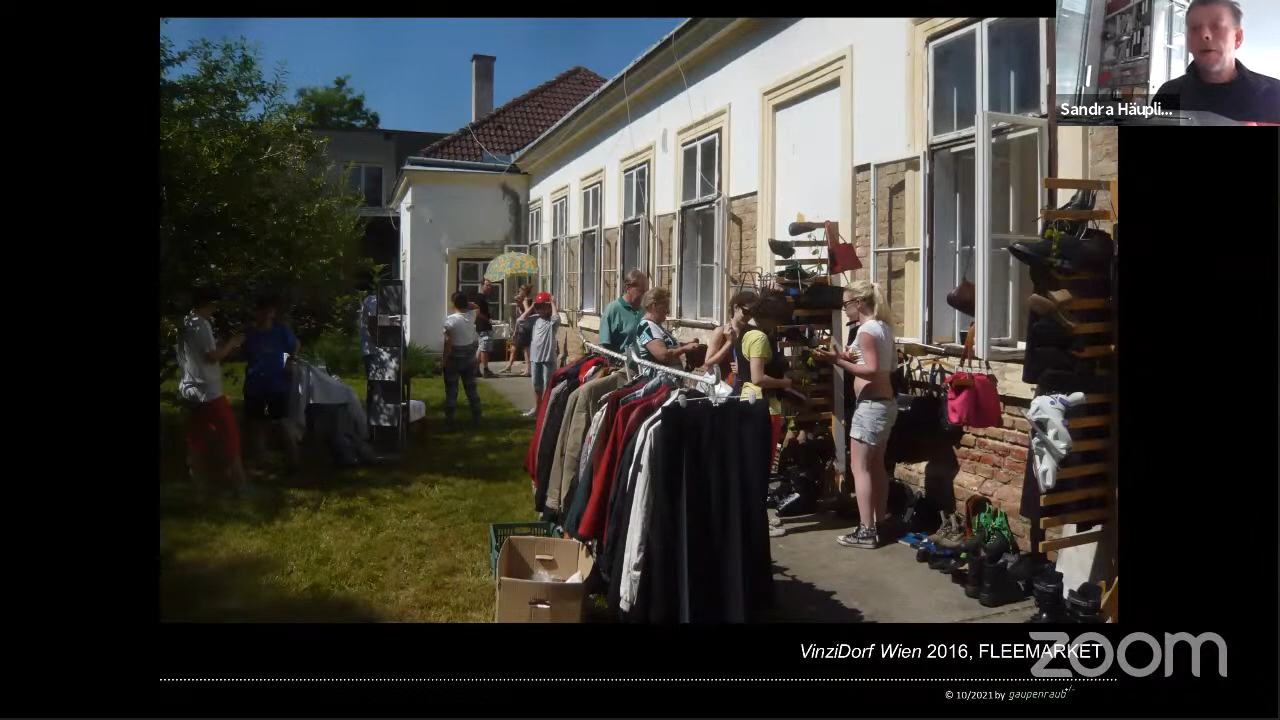 Sandra Häupli...
VinziDorf Wien 2016, FLEEMARKET
zoom
© 10/2021 by gaupenraub+/-